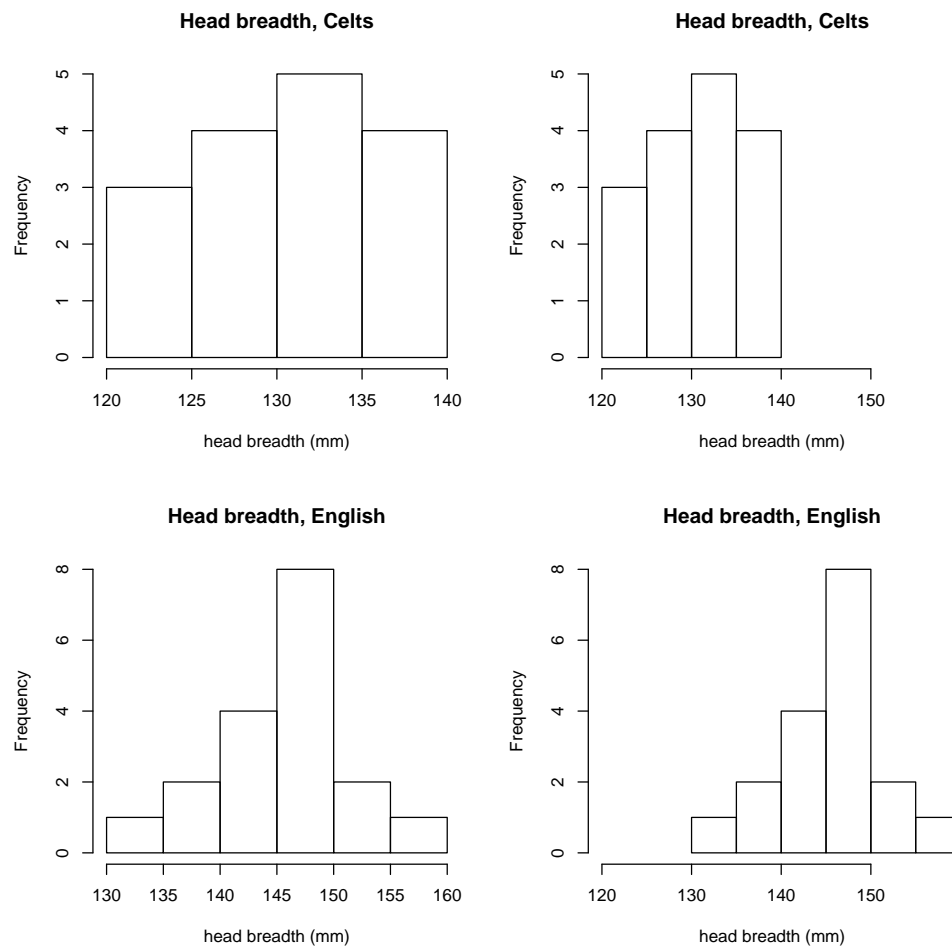 Head breadth, Celts
Frequency
0 1 2 3 4 5
120 125 130 135 140
head breadth (mm)
Head breadth, Celts
Frequency
0 1 2 3 4 5
120 130 140 150
head breadth (mm)
Head breadth, English
Frequency
0 2 4 6 8
130 135 140 145 150 155 160
head breadth (mm)
Head breadth, English
Frequency
0 2 4 6 8
120 130 140 150
head breadth (mm)